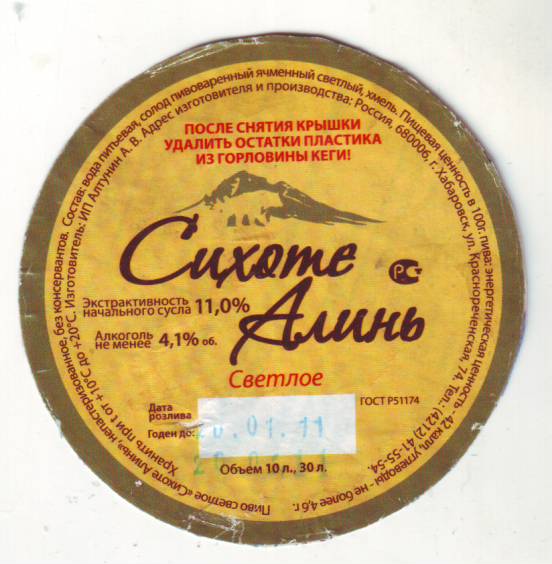 Пиво светлое «Сихоте Алинь» непастеризованное, без консервантов. Состав: вода питьевая, солод пивоваренный ячменный светлый, хмель. Пищевая ценность в 100г. пива: энергетическая ценность - 42 кал, углеводы - не более 4,6 г.
Хранить при t от +10°С до +20°С. Изготовитель: ИП Алтунин А. В. Адрес изготовителя и производства: Россия, 680006, г. Хабаровск, ул. Краснореченская, 74, Тел. (4212) 41-55-54
ПОСЛЕ СНЯТИЯ КРЫШКИ
УДАЛИТЬ ОСТАТКИ ПЛАСТИКА
ИЗ ГОРЛОВИНЫ КЕГИ!
Сихоте
РСТ
Экстрактивность
начального сусла 11,0%
Алинь
Алкоголь
не менее 4,1% об.
Светлое
Дата
розлива
ГОСТ Р51174
Годен до:
.01.11
Объем 10 л., 30 л.